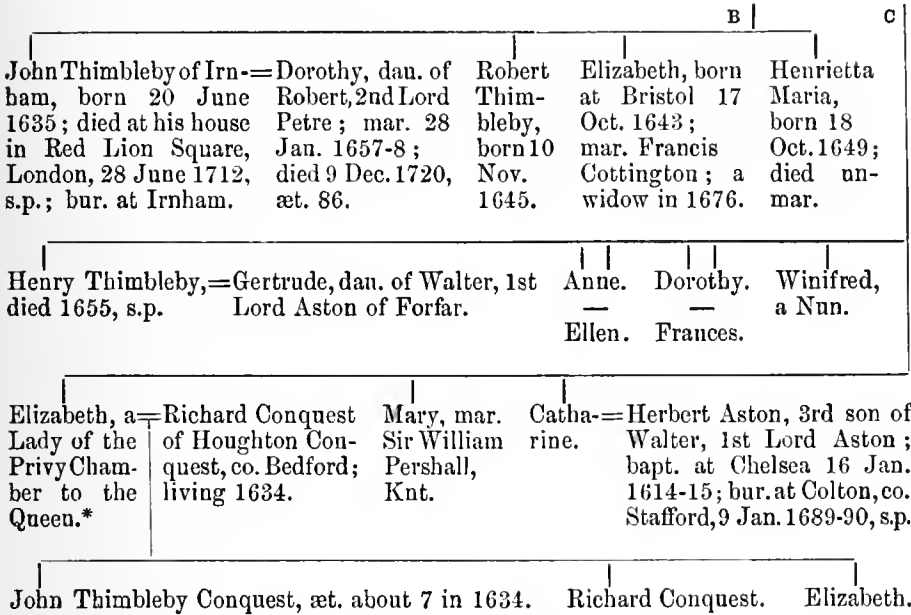 B C
John Thimbleby of Irn-
ham, born 20 June
1635; died at his house
in Red Lion Square,
London, 28 June 1712,
s.p.; bur. at Irnham.
=Dorothy, dau. of
Robert, 2nd Lord
Petre; mar. 28
Jan. 1657-8;
died 9 Dec. 1720,
æt. 86.
Robert
Thim-
bleby,
born 10
Nov.
1645.
Elizabeth, born
at Bristol 17
Oct. 1643;
mar. Francis
Cottington; a
widow in 1676.
Henrietta
Maria,
born 18
Oct. 1649;
died un-
mar.
Henry Thimbleby,
died 1655, s.p.
=Gertrude, dau. of Walter, 1st
Lord Aston of Forfar.
Anne.
—
Ellen.
Dorothy.
—
Frances.
Winifred,
a Nun.
Elizabeth, a
Lady of the
Privy Cham-
ber to the
Queen.*
=Richard Conquest
of Houghton Con-
quest, co. Bedford;
living 1634.
Mary, mar.
Sir William
Pershall,
Knt.
Catha-
rine.
=Herbert Aston, 3rd son of
Walter, 1st Lord Aston;
bapt. at Chelsea 16 Jan.
1614-15; bur. at Colton, co.
Stafford, 9 Jan. 1689-90, s.p.
John Thimbleby Conquest, æt. about 7 in 1634. Richard Conquest. Elizabeth.